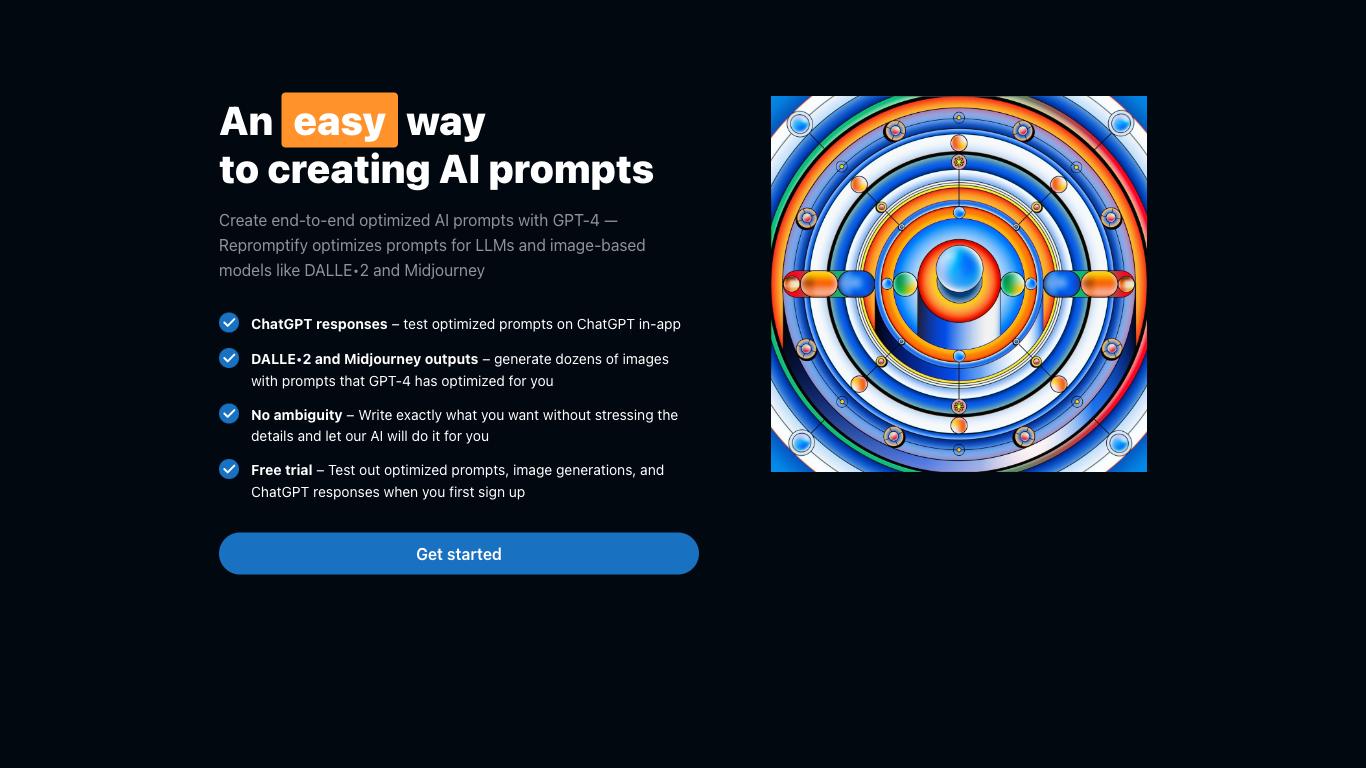 An easy way
to creating AI prompts
Create end-to-end optimized AI prompts with GPT-4 —
Repromptify optimizes prompts for LLMs and image-based
models like DALLE•2 and Midjourney
ChatGPT responses – test optimized prompts on ChatGPT in-app
DALLE•2 and Midjourney outputs – generate dozens of images
with prompts that GPT-4 has optimized for you
No ambiguity – Write exactly what you want without stressing the
details and let our AI will do it for you
Free trial – Test out optimized prompts, image generations, and
ChatGPT responses when you first sign up
Get started